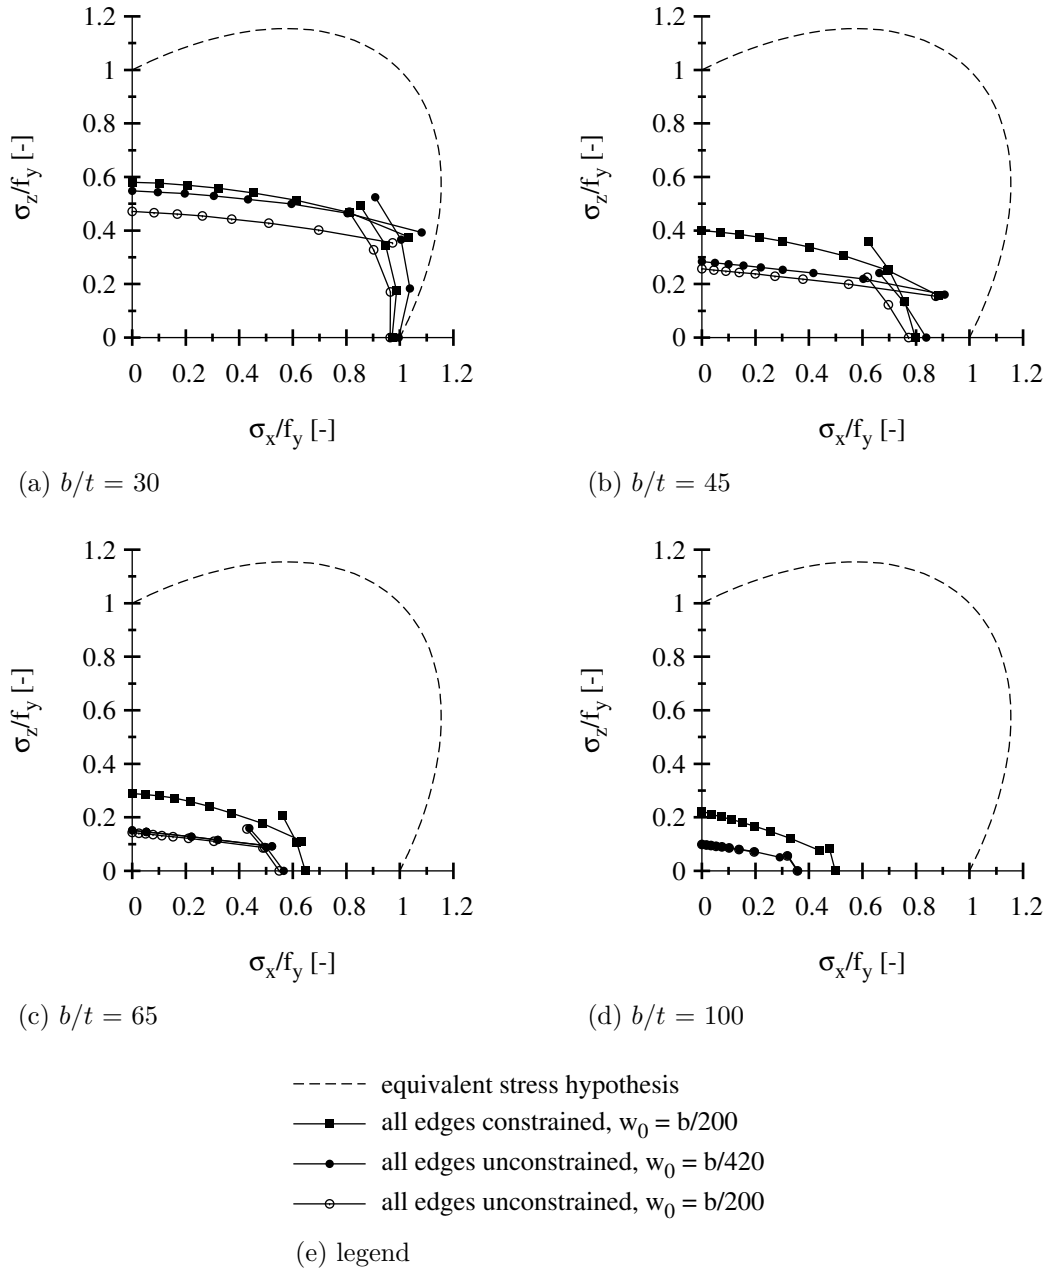 1.2
1
0.8
0.6
0.4
0.2
0
σz/fy [-]
0 0.2 0.4 0.6 0.8 1 1.2
σx/fy [-]
(a) b/t = 30
1.2
1
0.8
0.6
0.4
0.2
0
σz/fy [-]
0 0.2 0.4 0.6 0.8 1 1.2
σx/fy [-]
(b) b/t = 45
1.2
1
0.8
0.6
0.4
0.2
0
σz/fy [-]
0 0.2 0.4 0.6 0.8 1 1.2
σx/fy [-]
(c) b/t = 65
1.2
1
0.8
0.6
0.4
0.2
0
σz/fy [-]
0 0.2 0.4 0.6 0.8 1 1.2
σx/fy [-]
(d) b/t = 100
equivalent stress hypothesis
all edges constrained, w0 = b/200
all edges unconstrained, w0 = b/420
all edges unconstrained, w0 = b/200
(e) legend